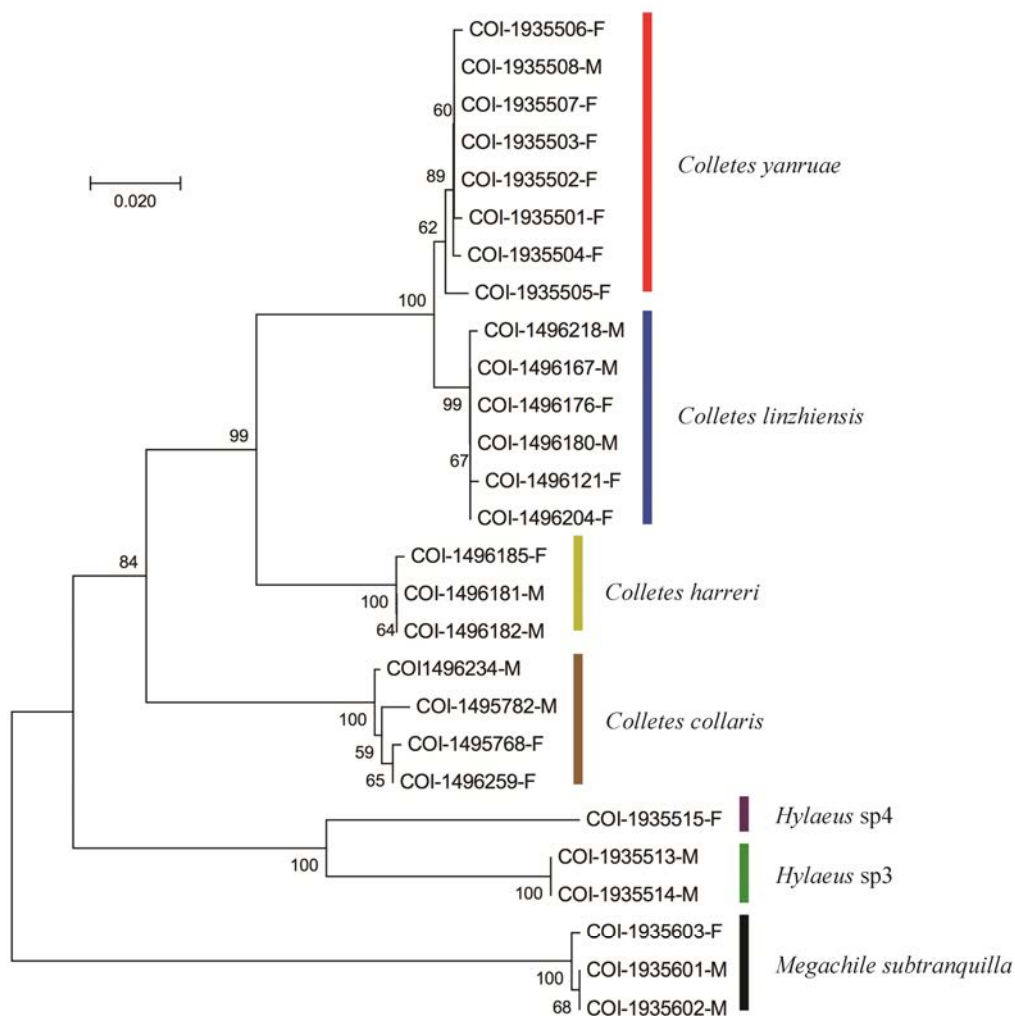 COI-1935506-F
COI-1935508-M
60
COI-1935507-F
COI-1935503-F
Colletes yanruae
89
COI-1935502-F
0.020
62
COI-1935501-F
COI-1935504-F
100
COI-1935505-F
COI-1496218-M
COI-1496167-M
99
COI-1496176-F
Colletes linzhiensis
99
COI-1496180-M
67
COI-1496121-F
COI-1496204-F
84
COI-1496185-F
100
COI-1496181-M
Colletes harreri
64
COI-1496182-M
COI1496234-M
100
COI-1495782-M
Colletes collaris
59
COI-1495768-F
65
COI-1496259-F
COI-1935515-F
Hylaeus sp4
100
COI-1935513-M
Hylaeus sp3
100
COI-1935514-M
COI-1935603-F
100
COI-1935601-M
Megachile subtranquilla
68
COI-1935602-M